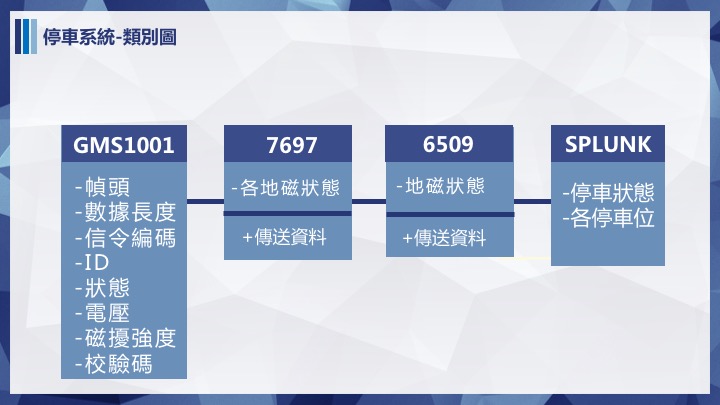 停車系統-類別圖
GMS1001
-幀頭
-數據長度
-信令編碼
-ID
-狀態
-電壓
-磁擾強度
-校驗碼
7697
-各地磁狀態
+傳送資料
6509
-地磁狀態
+傳送資料
SPLUNK
-停車狀態
-各停車位